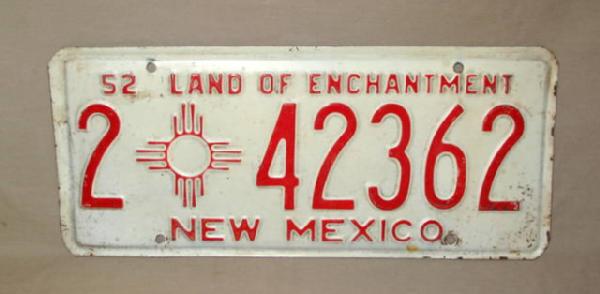 52 LAND OF ENCHANTMENT
2 42362
NEW MEXICO